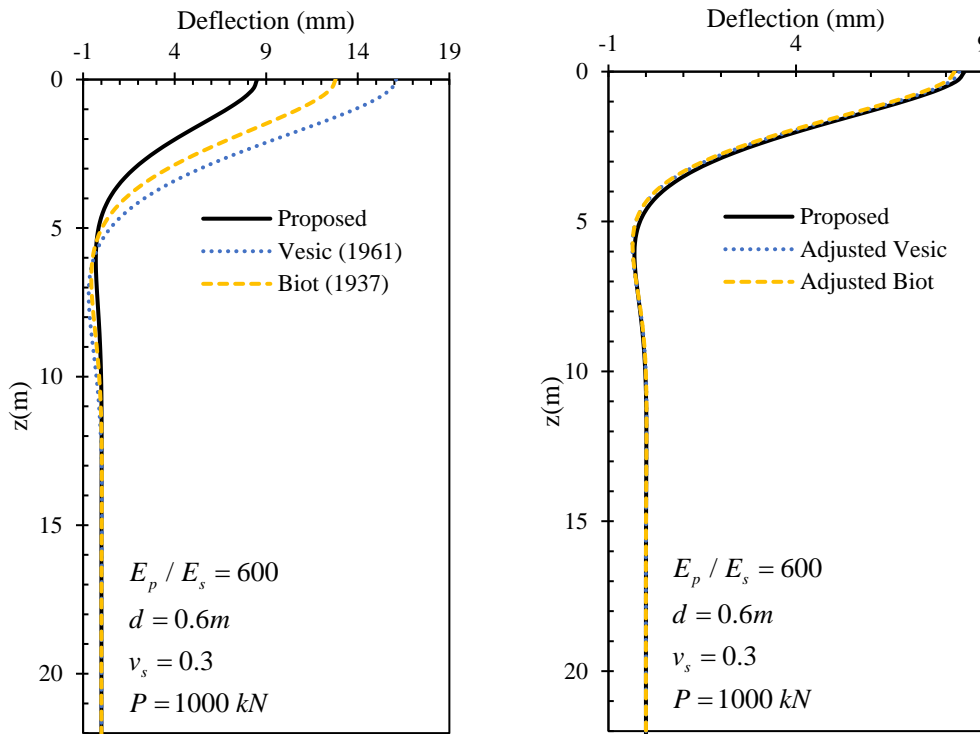 Deflection (mm)
-1 4 9 14 19
0
5
10
15
20
z(m)
Proposed
Vesic (1961)
Biot (1937)
E_p / E_s = 600
d = 0.6m
v_s = 0.3
P = 1000 kN
Deflection (mm)
-1 4 9
0
5
10
15
20
z(m)
Proposed
Adjusted Vesic
Adjusted Biot
E_p / E_s = 600
d = 0.6m
v_s = 0.3
P = 1000 kN